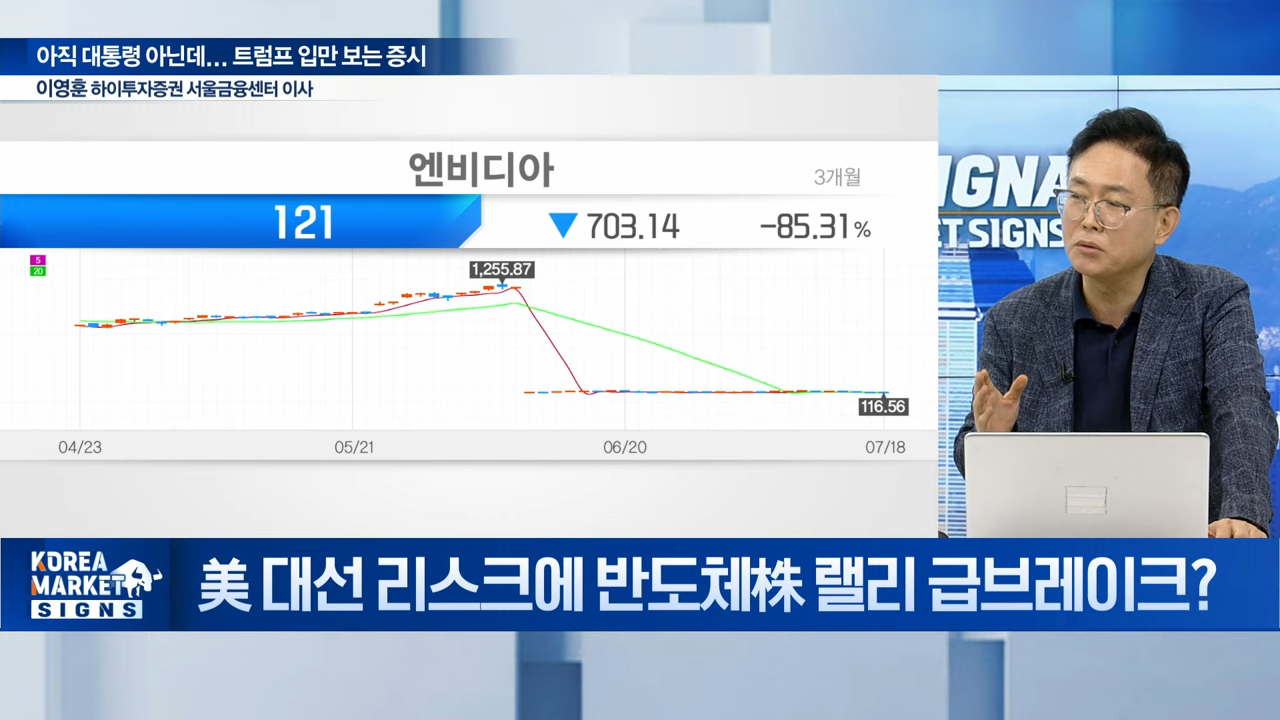 아직 대통령 아닌데... 트럼프 입만 보는 증시
이영훈 하이투자증권 서울금융센터 이사
엔비디아
3개월
121
▼ 703.14
-85.31%
5
20
1,255.87
116.56
04/23
05/21
06/20
07/18
IGNA
ET SIGNS
KOREA
MARKET
SIGNS
美 대선 리스크에 반도체株 랠리 급브레이크?